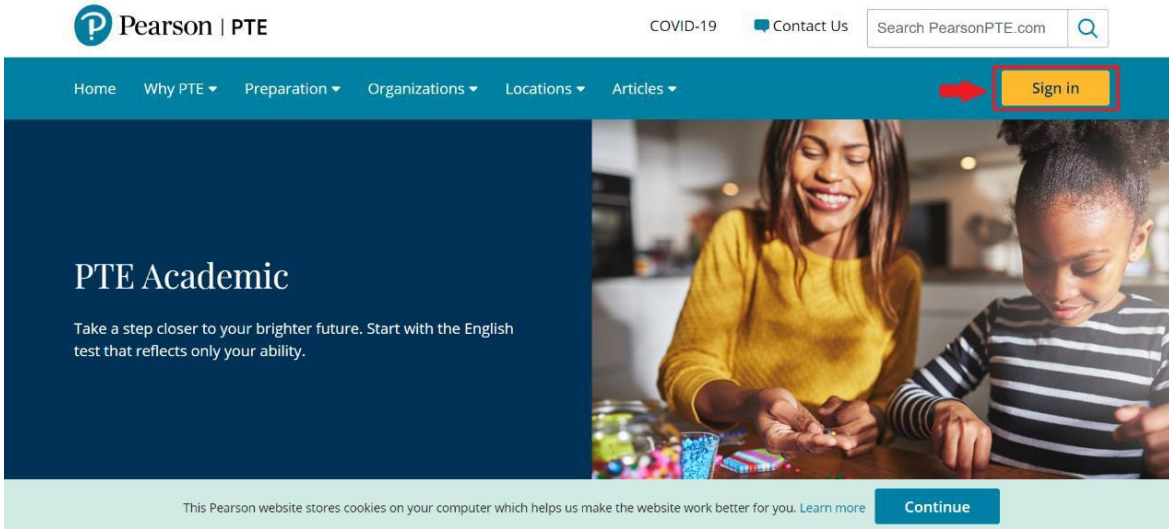 Pearson | PTE
COVID-19
Contact Us
Search PearsonPTE.com
Home
Why PTE
Preparation
Organizations
Locations
Articles
Sign in
PTE Academic
Take a step closer to your brighter future. Start with the English
test that reflects only your ability.
This Pearson website stores cookies on your computer which helps us make the website work better for you. Learn more
Continue